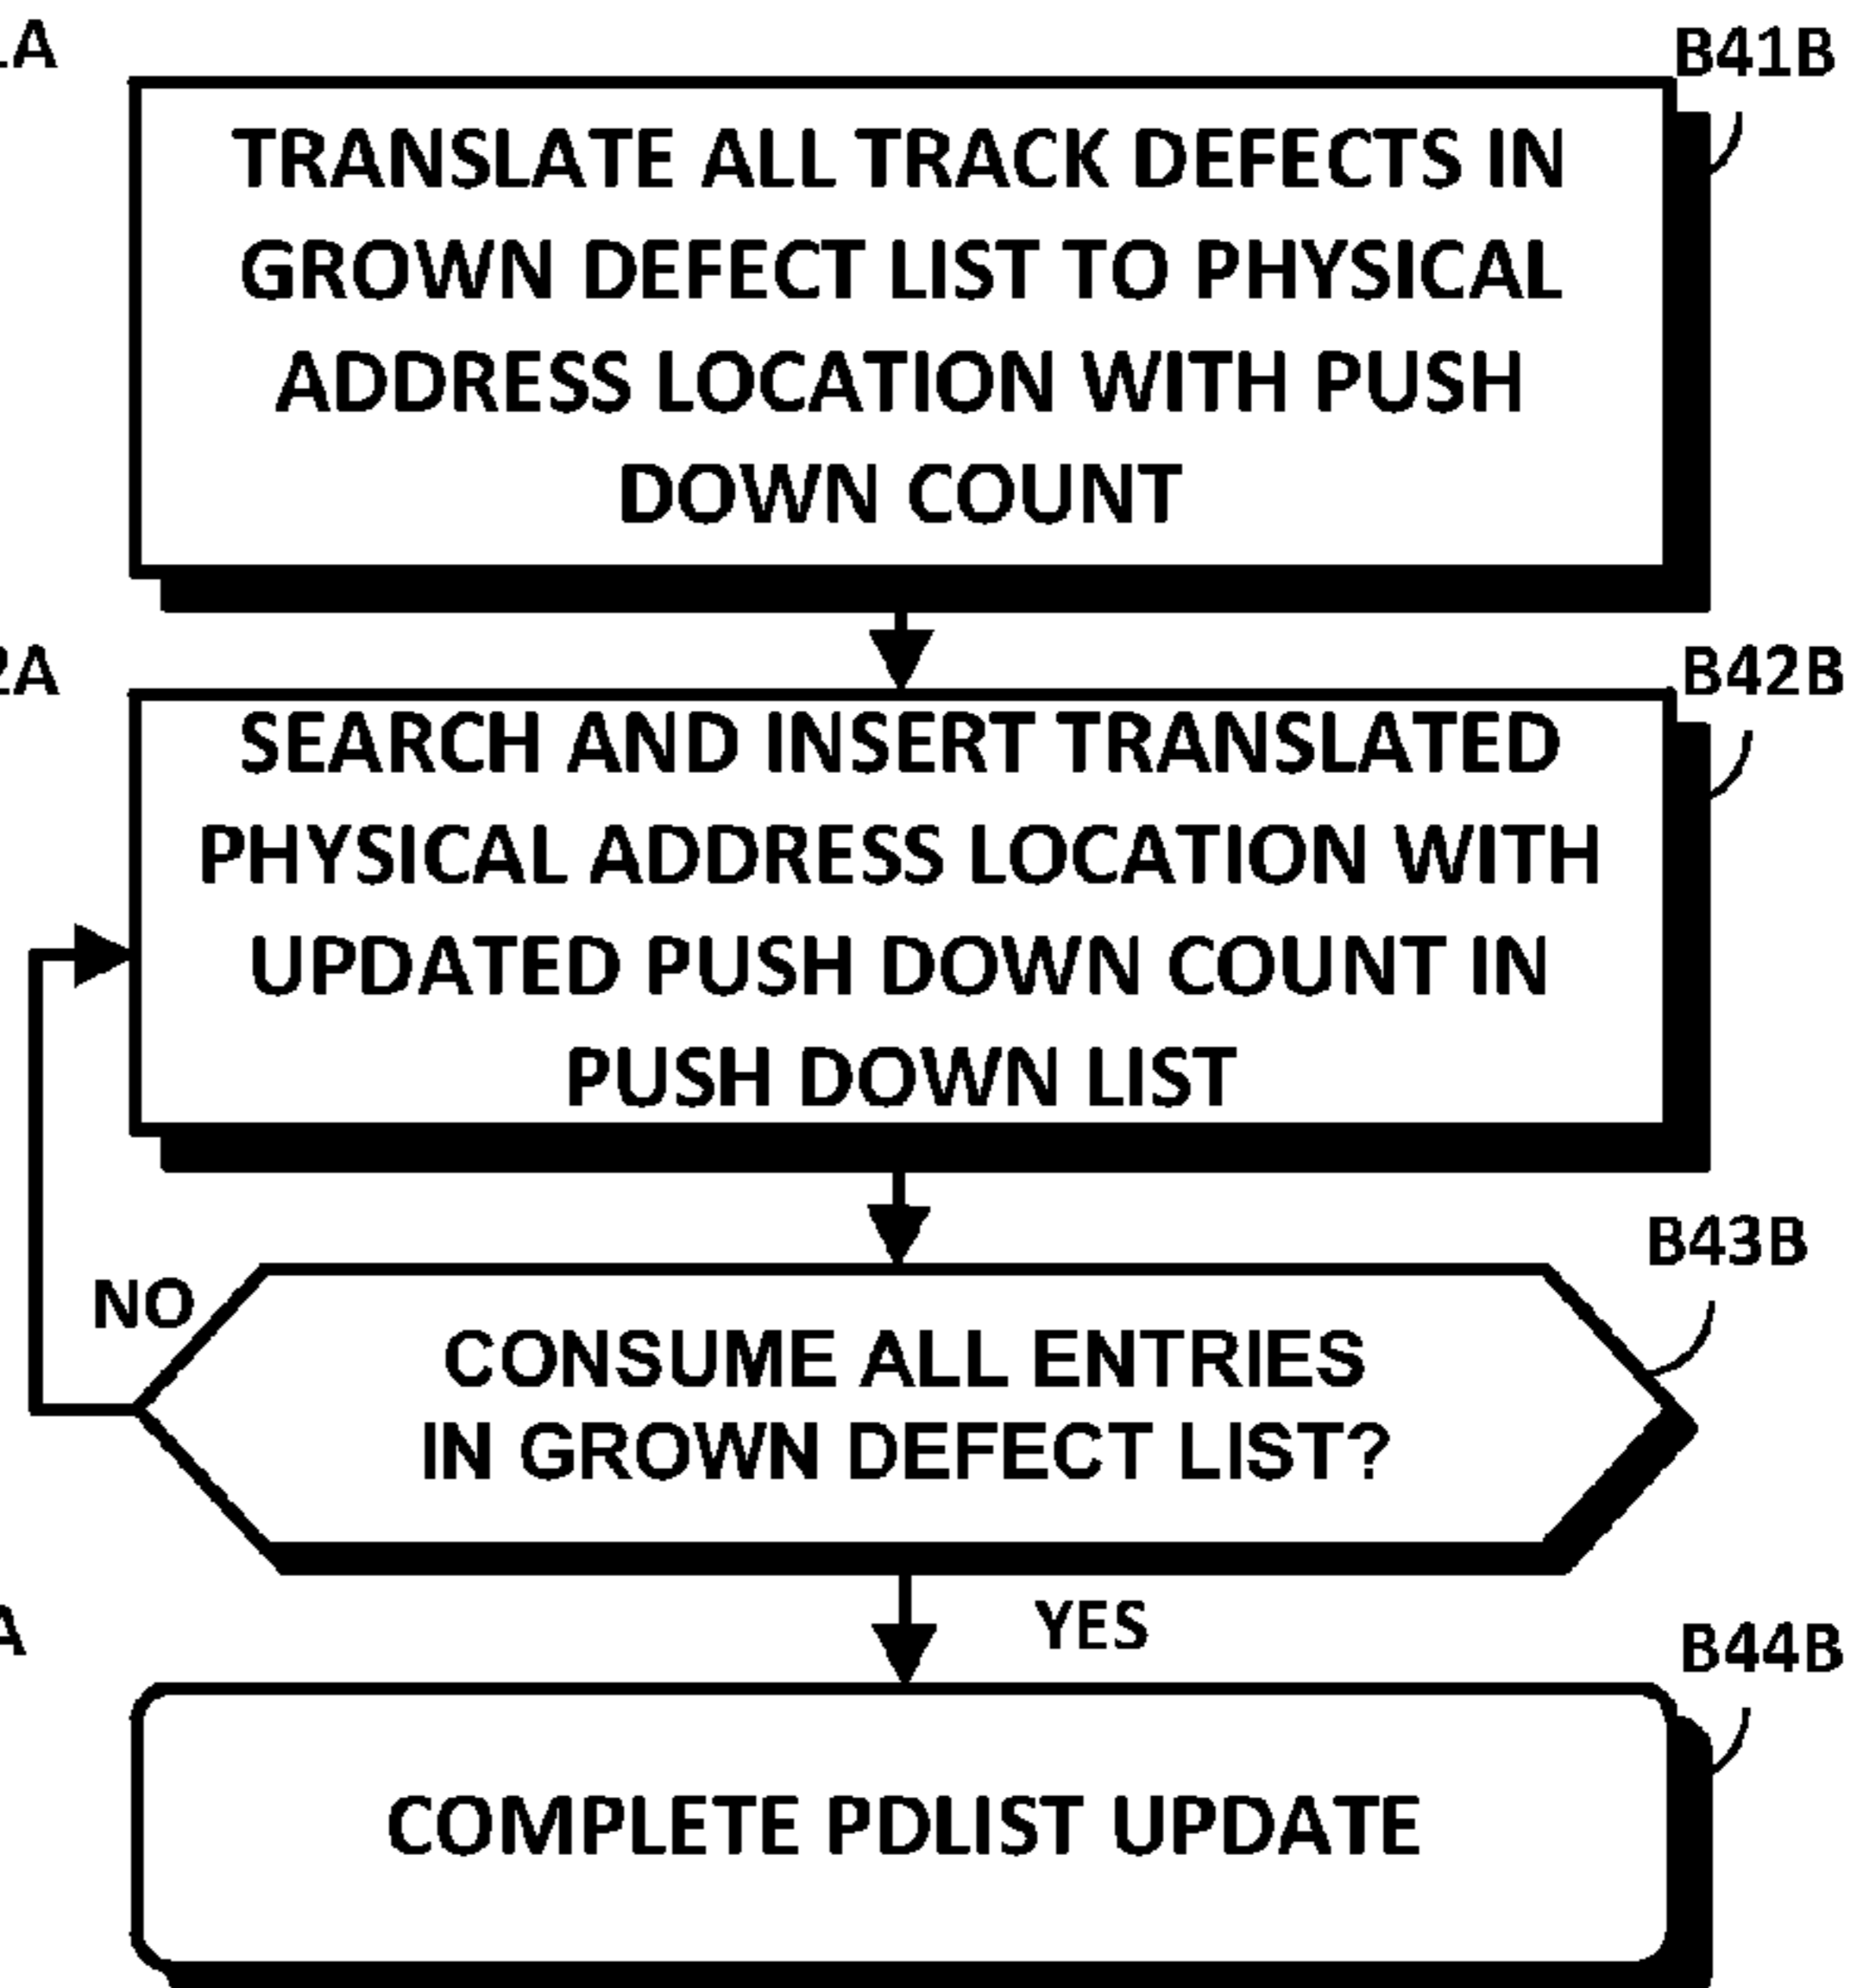 B41B
TRANSLATE ALL TRACK DEFECTS IN
GROWN DEFECT LIST TO PHYSICAL
ADDRESS LOCATION WITH PUSH
DOWN COUNT
B42B
SEARCH AND INSERT TRANSLATED
PHYSICAL ADDRESS LOCATION WITH
UPDATED PUSH DOWN COUNT IN
PUSH DOWN LIST
B43B
NO
CONSUME ALL ENTRIES
IN GROWN DEFECT LIST?
YES
B44B
COMPLETE PDLIST UPDATE